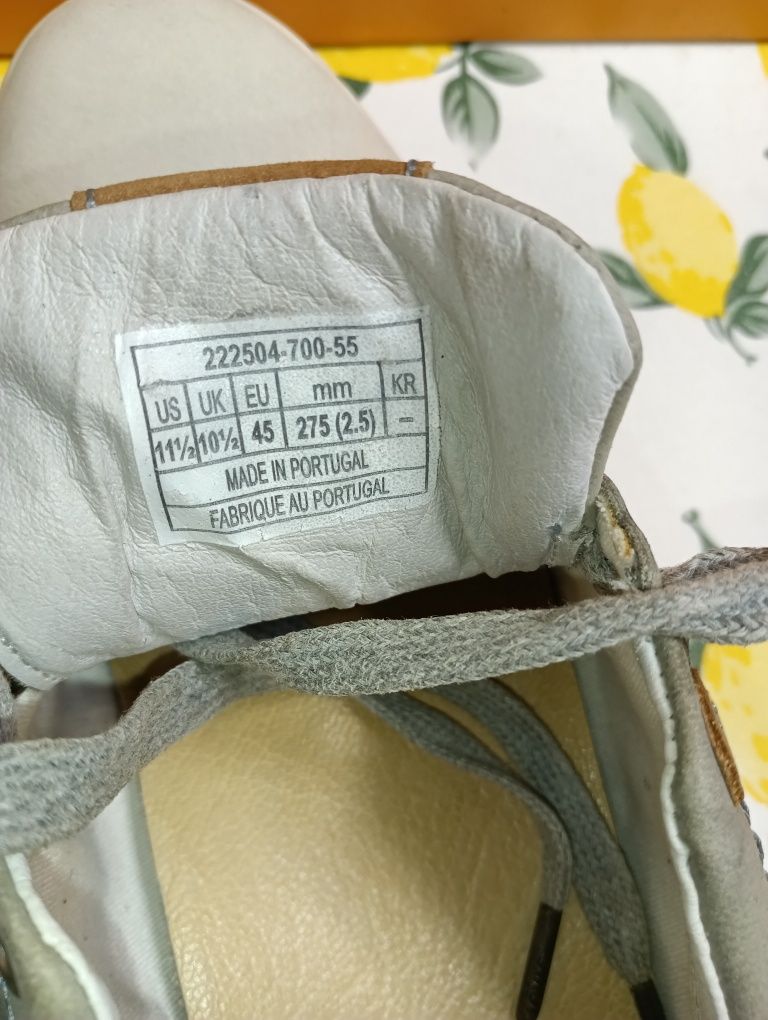 222504-700-55
US UK EU mm KR
11½ 10½ 45 275 (2.5) –
MADE IN PORTUGAL
FABRIQUE AU PORTUGAL